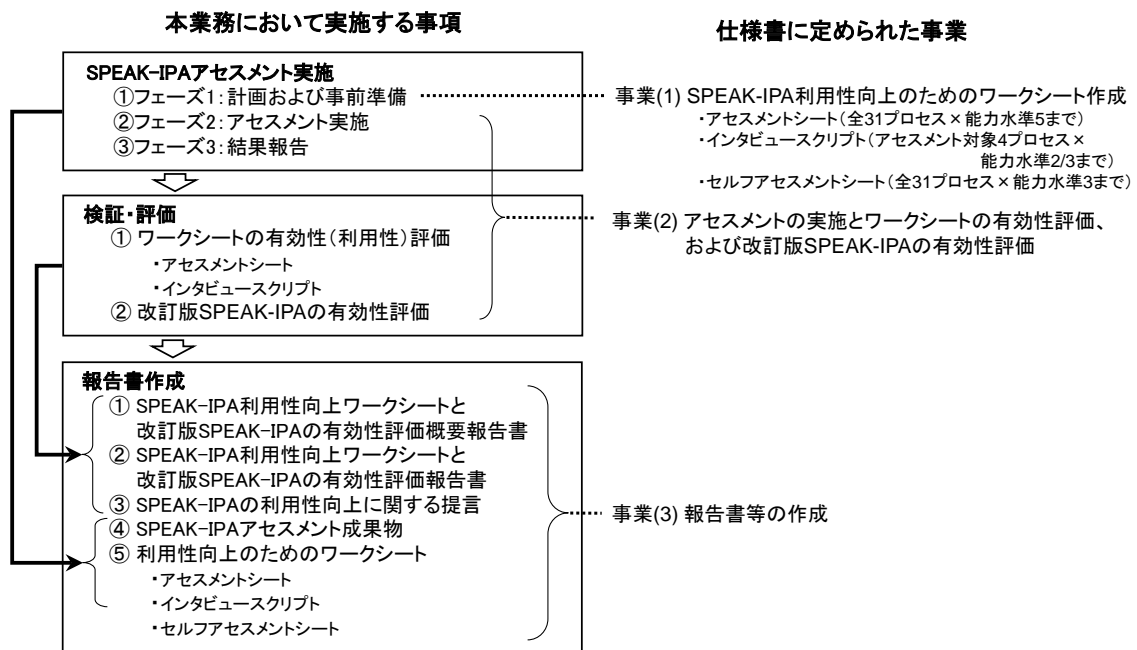 本業務において実施する事項
仕様書に定められた事業
SPEAK-IPAアセスメント実施
①フェーズ1：計画および事前準備
②フェーズ2：アセスメント実施
③フェーズ3：結果報告
事業(1) SPEAK-IPA利用性向上のためのワークシート作成
・アセスメントシート（全31プロセス×能力水準5まで）
・インタビュースクリプト（アセスメント対象4プロセス×
能力水準2/3まで）
・セルフアセスメントシート（全31プロセス×能力水準3まで）
検証・評価
① ワークシートの有効性（利用性）評価
・アセスメントシート
・インタビュースクリプト
② 改訂版SPEAK-IPAの有効性評価
事業(2) アセスメントの実施とワークシートの有効性評価、
および改訂版SPEAK-IPAの有効性評価
報告書作成
① SPEAK-IPA利用性向上ワークシートと
改訂版SPEAK-IPAの有効性評価概要報告書
② SPEAK-IPA利用性向上ワークシートと
改訂版SPEAK-IPAの有効性評価報告書
③ SPEAK-IPAの利用性向上に関する提言
④ SPEAK-IPAアセスメント成果物
⑤ 利用性向上のためのワークシート
・アセスメントシート
・インタビュースクリプト
・セルフアセスメントシート
事業(3) 報告書等の作成